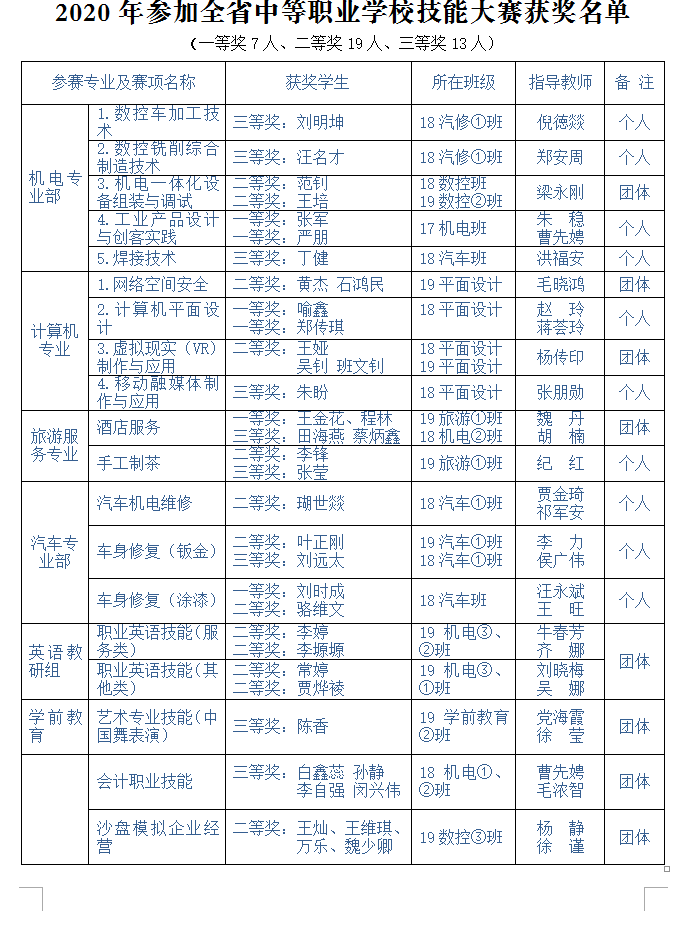 2020 年参加全省中等职业学校技能大赛获奖名单
（一等奖 7 人、二等奖 19 人、三等奖 13 人）
参赛专业及赛项名称 获奖学生 所在班级 指导教师 备 注
机电专业部
1.数控车加工技术 三等奖：刘明坤 18 汽修①班 倪德燚 个人
2.数控铣削综合制造技术 三等奖：汪名才 18 汽修①班 郑安周 个人
3.机电一体化设备组装与调试 二等奖：范钊 二等奖：王培 18 数控班 19 数控②班 梁永刚 团体
4.工业产品设计与创客实践 一等奖：张军 一等奖：严朋 17 机电班 朱 稳 曹先娉 个人
5.焊接技术 三等奖：丁健 18 汽车班 洪福安 个人
计算机专业
1.网络空间安全 二等奖：黄杰 石鸿民 19 平面设计 毛晓鸿 团体
2.计算机平面设计 一等奖：喻鑫 一等奖：郑传琪 18 平面设计 赵 玲 蒋荟玲 个人
3.虚拟现实（VR）制作与应用 二等奖：王娅 吴钊 班文钊 18 平面设计 19 平面设计 杨传印 团体
4.移动融媒体制作与应用 三等奖：朱盼 18 平面设计 张朋勋 个人
旅游服务专业
酒店服务 一等奖：王金花、程林 三等奖：田海燕 蔡炳鑫 19 旅游①班 18 机电②班 魏 丹 胡 楠 团体
手工制茶 二等奖：李锋 三等奖：张莹 19 旅游①班 纪 红 个人
汽车专业部
汽车机电维修 二等奖：瑚世燚 18 汽车①班 贾金琦 祁军安 个人
车身修复（钣金） 二等奖：叶正刚 三等奖：刘远太 19 汽车①班 18 汽车①班 李 力 侯广伟 个人
车身修复（涂漆） 一等奖：刘时成 二等奖：骆维文 18 汽车班 汪永斌 王 旺 个人
英语教研组
职业英语技能（服务类） 二等奖：李婷 二等奖：李塬塬 19 机电③、②班 牛春芳 齐 娜 团体
职业英语技能（其他类） 二等奖：常婷 二等奖：贾烨祾 19 机电③、①班 刘晓梅 吴 娜
学前教育
艺术专业技能（中国舞表演） 三等奖：陈香 19 学前教育②班 党海霞 徐 莹 团体
会计职业技能 三等奖：白鑫蕊 孙静 李自强 闵兴伟 18 机电①、②班 曹先娉 毛浓智 团体
沙盘模拟企业经营 二等奖：王灿、王维琪、万乐、魏少卿 19 数控③班 杨 静 徐 谨 团体